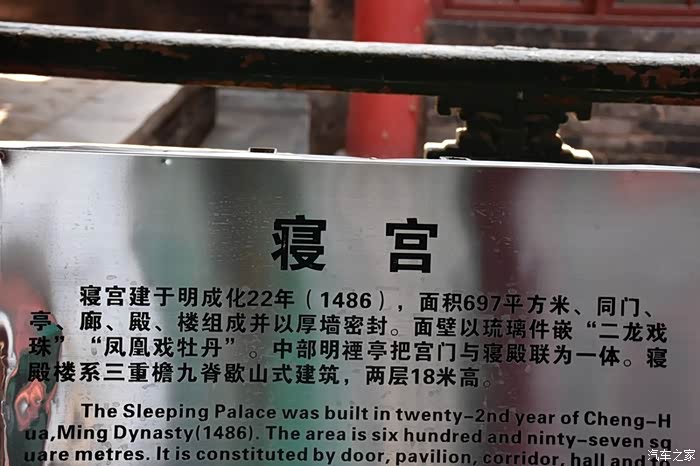 寝宫
寝宫建于明成化22年（1486），面积697平方米、同门、
亭、廊、殿、楼组成并以厚墙密封。面壁以琉璃件嵌“二龙戏
珠”“凤凰戏牡丹”。中部明禋亭把宫门与寝殿联为一体。寝
殿楼系三重檐九脊歇山式建筑，两层18米高。
The Sleeping Palace was built in twenty-2nd year of Cheng-H
ua,Ming Dynasty(1486). The area is six hundred and ninty-seven sq
uare metres. It is constituted by door, pavilion, corridor, hall and
汽车之家